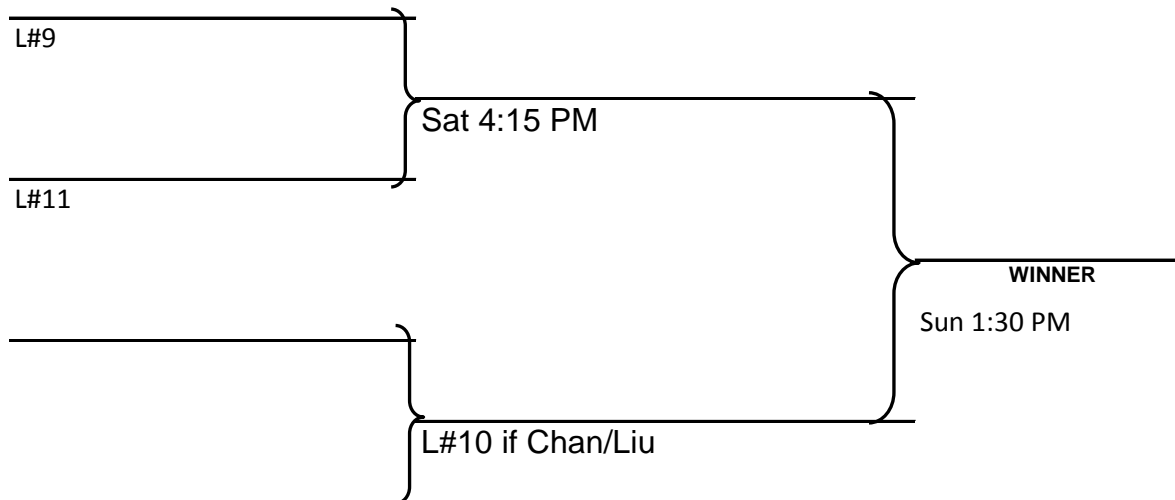 L#9
Sat 4:15 PM
L#11
WINNER
Sun 1:30 PM
L#10 if Chan/Liu